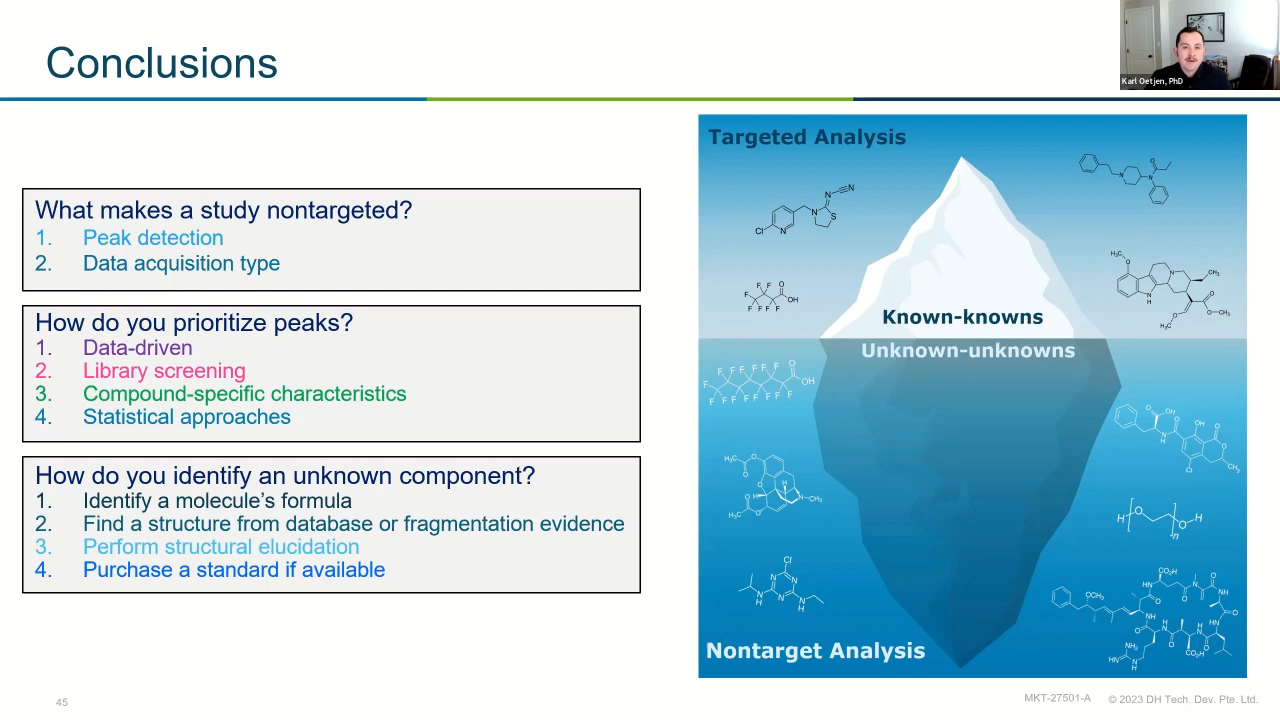 Conclusions
Karl Oetjen, PhD
What makes a study nontargeted?
1. Peak detection
2. Data acquisition type
How do you prioritize peaks?
1. Data-driven
2. Library screening
3. Compound-specific characteristics
4. Statistical approaches
How do you identify an unknown component?
1. Identify a molecule’s formula
2. Find a structure from database or fragmentation evidence
3. Perform structural elucidation
4. Purchase a standard if available
Targeted Analysis
Known-knowns
Unknown-unknowns
Nontarget Analysis
45
MKT-27501-A © 2023 DH Tech. Dev. Pte. Ltd.